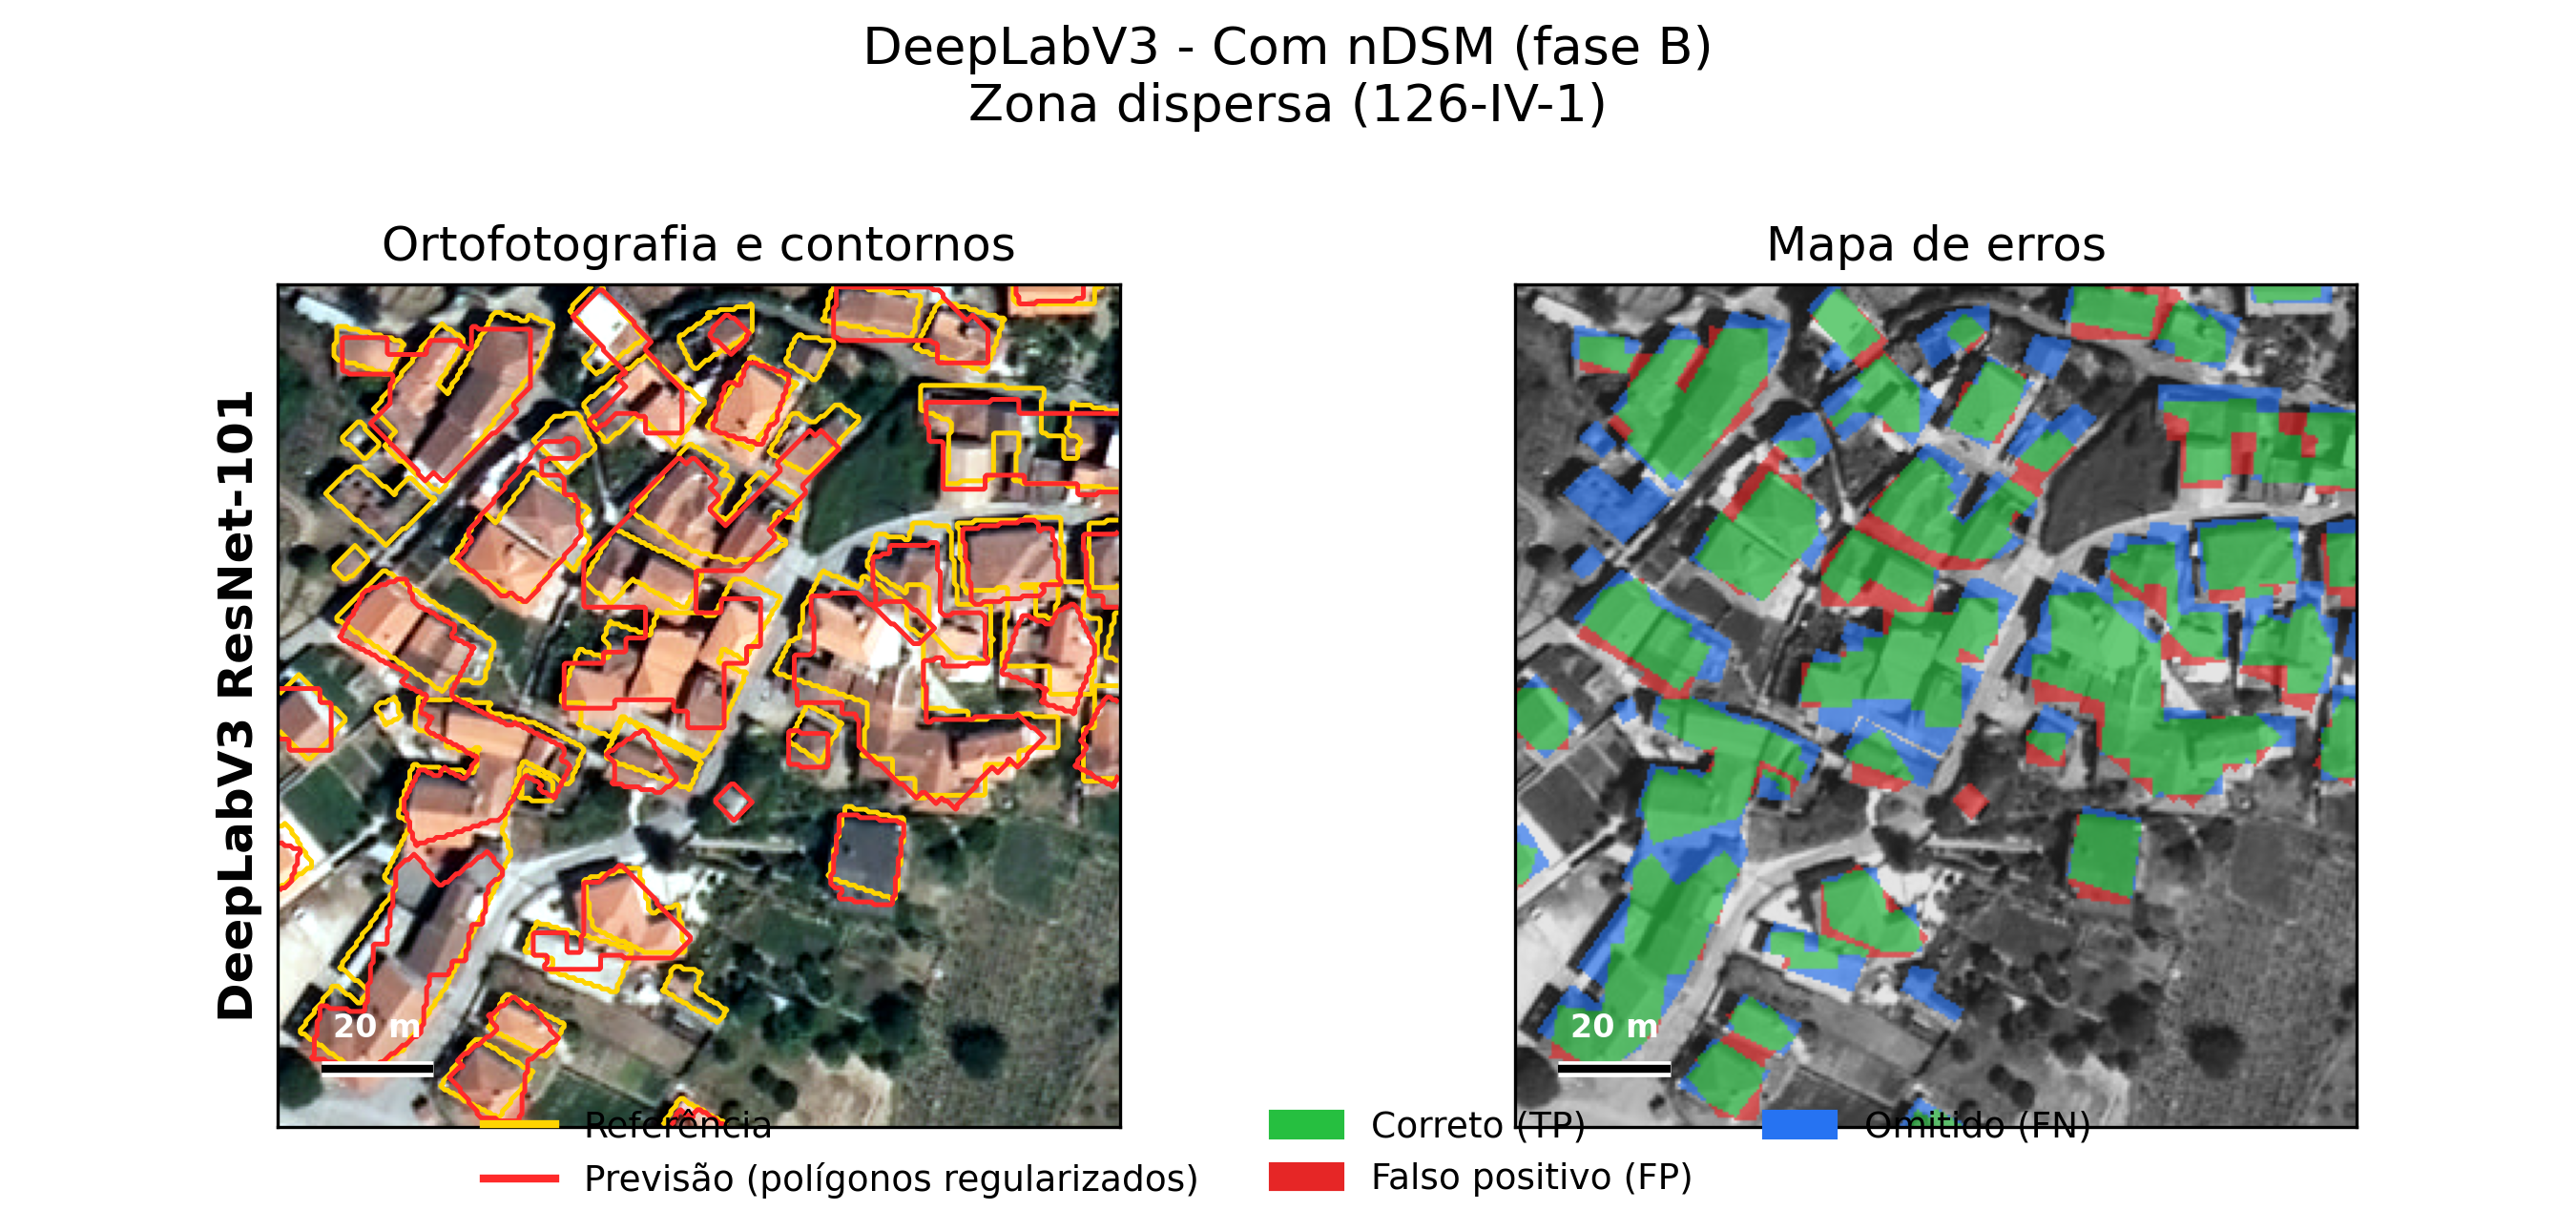 DeepLabV3 - Com nDSM (fase B)
Zona dispersa (126-IV-1)
Ortofotografia e contornos
Mapa de erros
DeepLabV3 ResNet-101
20 m
20 m
Referência
Previsão (polígonos regularizados)
Correto (TP)
Falso positivo (FP)
Omitido (FN)